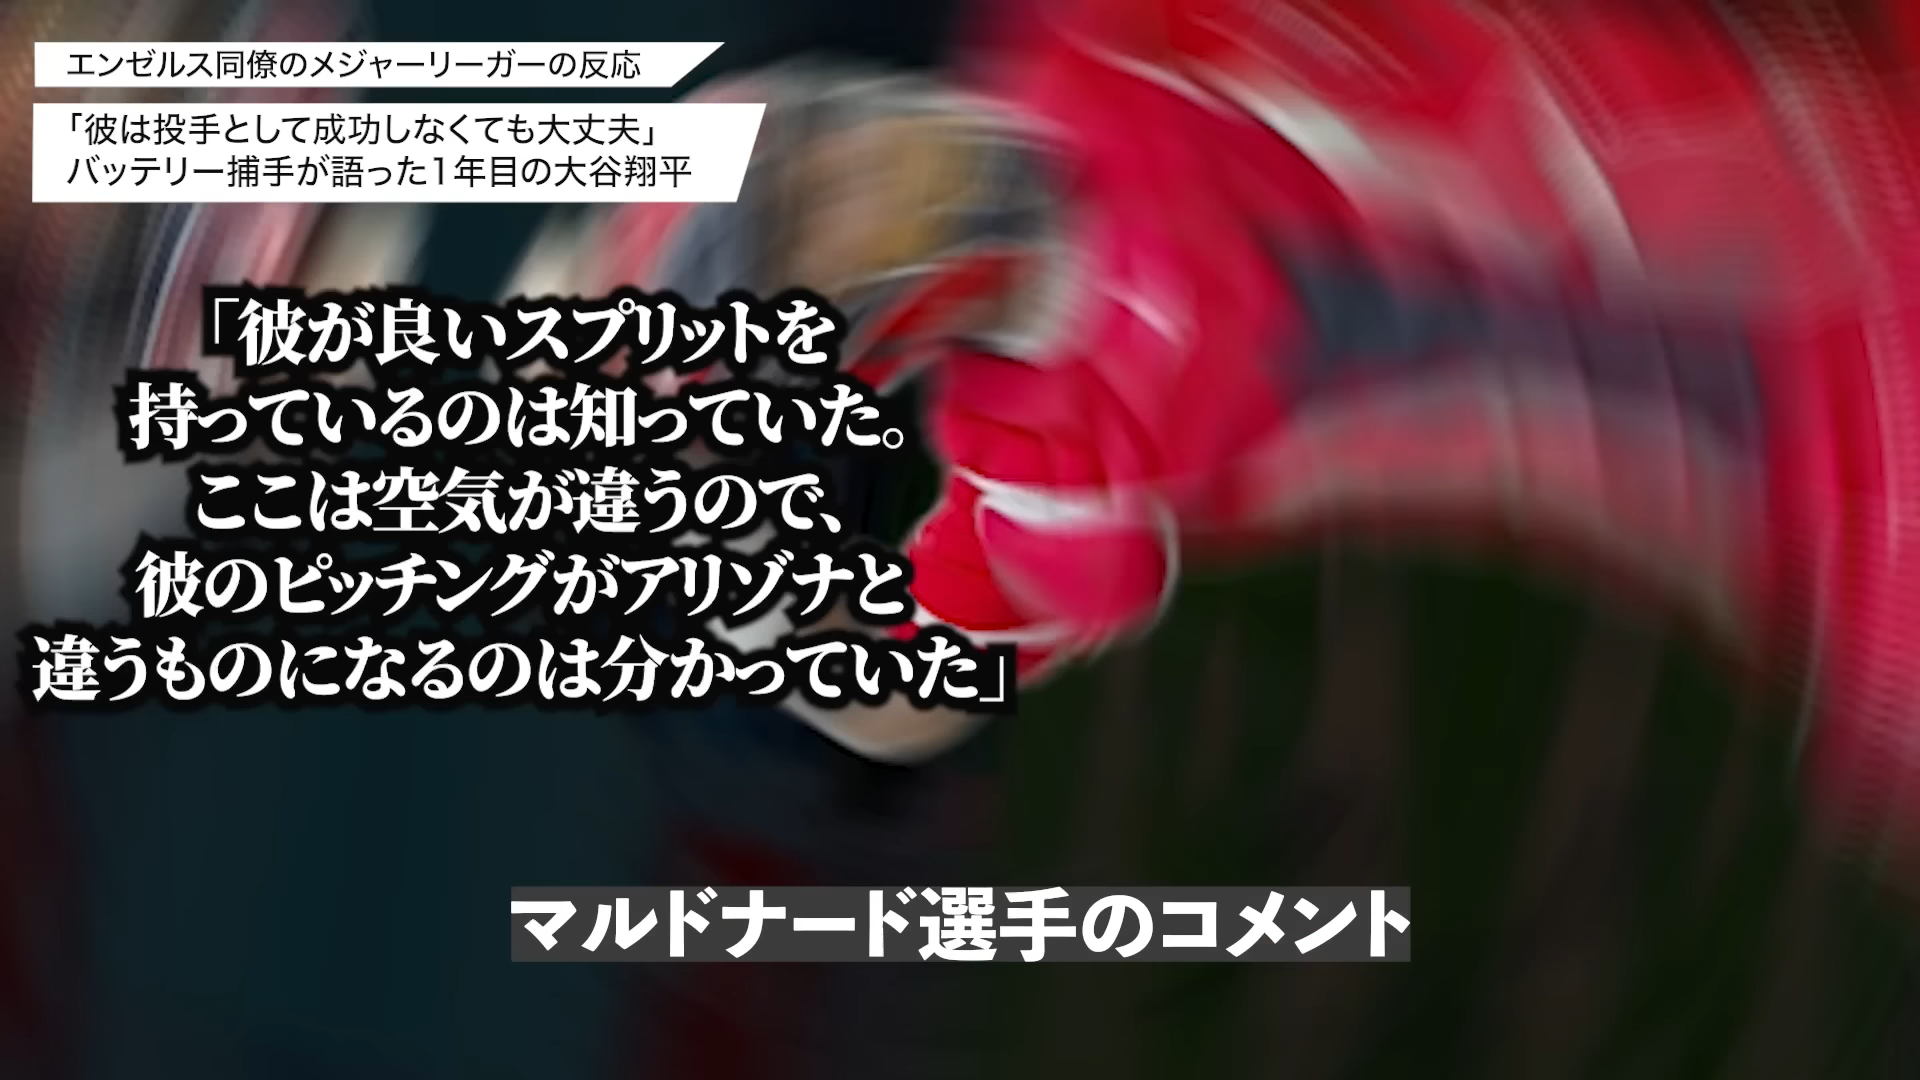 エンゼルス同僚のメジャーリーガーの反応
「彼は投手として成功しなくても大丈夫」
バッテリー捕手が語った1年目の大谷翔平
「彼が良いスプリットを
持っているのは知っていた。
ここは空気が違うので、
彼のピッチングがアリゾナと
違うものになるのは分かっていた」
マルドナード選手のコメント